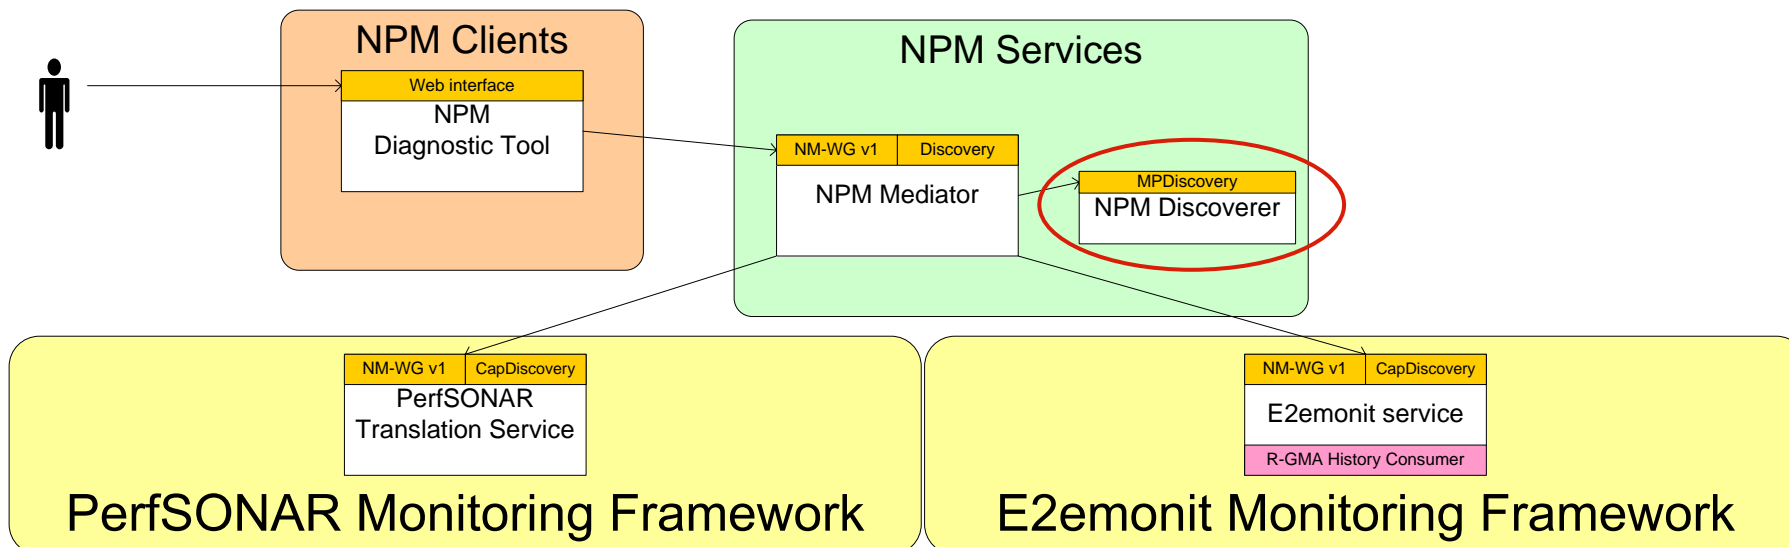 NPM Clients
Web interface
NPM
Diagnostic Tool
NPM Services
NM-WG v1 Discovery
NPM Mediator
MPDiscovery
NPM Discoverer
NM-WG v1 CapDiscovery
PerfSONAR
Translation Service
PerfSONAR Monitoring Framework
NM-WG v1 CapDiscovery
E2emonit service
R-GMA History Consumer
E2emonit Monitoring Framework